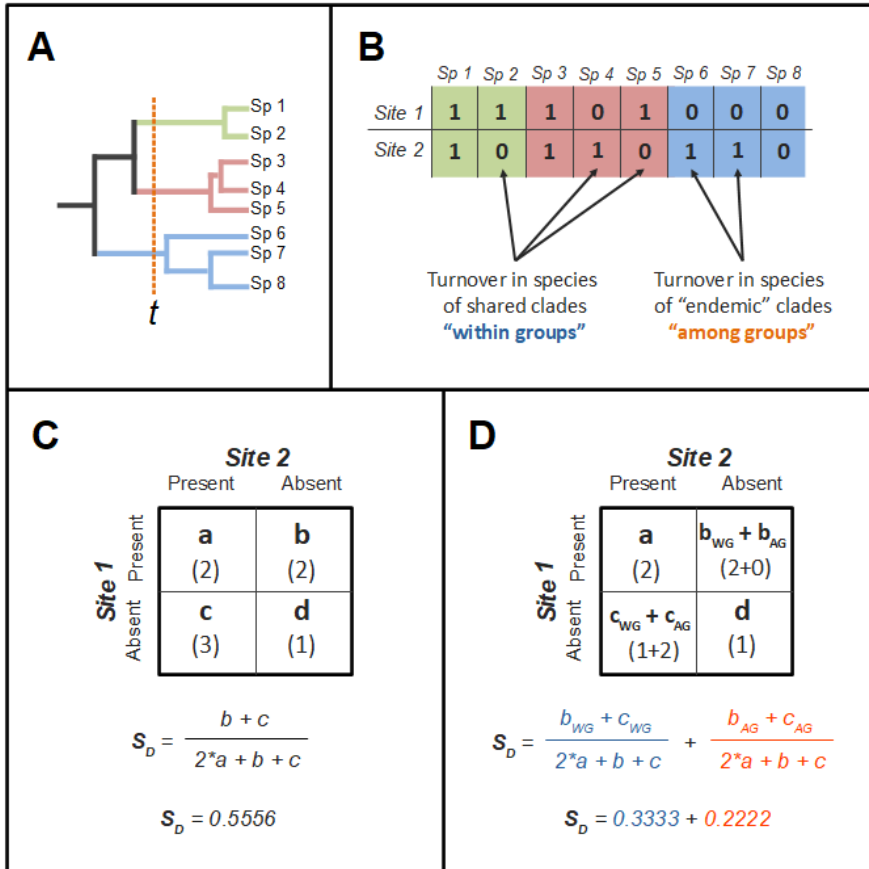 A
Sp 1
Sp 2
Sp 3
Sp 4
Sp 5
Sp 6
Sp 7
Sp 8
t
B
Sp 1 Sp 2 Sp 3 Sp 4 Sp 5 Sp 6 Sp 7 Sp 8
Site 1 1 1 1 0 1 0 0 0
Site 2 1 0 1 1 0 1 1 0
Turnover in species
of shared clades
"within groups"
Turnover in species
of "endemic" clades
"among groups"
C
Site 2
Present Absent
Site 1
Present
Absent
a b
(2) (2)
c d
(3) (1)
S_D = (b + c) / (2*a + b + c)
S_D = 0.5556
D
Site 2
Present Absent
Site 1
Present
Absent
a b_WG + b_AG
(2) (2+0)
c_WG + c_AG d
(1+2) (1)
S_D = (b_WG + c_WG) / (2*a + b + c) + (b_AG + c_AG) / (2*a + b + c)
S_D = 0.3333 + 0.2222